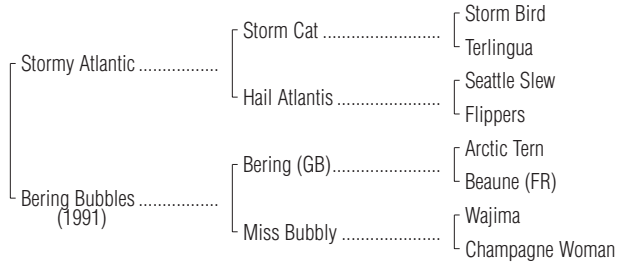 Storm Bird
Storm Cat ........................
Terlingua
Stormy Atlantic ................
Seattle Slew
Hail Atlantis .....................
Flippers
Arctic Tern
Bering (GB)......................
Beaune (FR)
Bering Bubbles ................
(1991)
Wajima
Miss Bubbly ....................
Champagne Woman